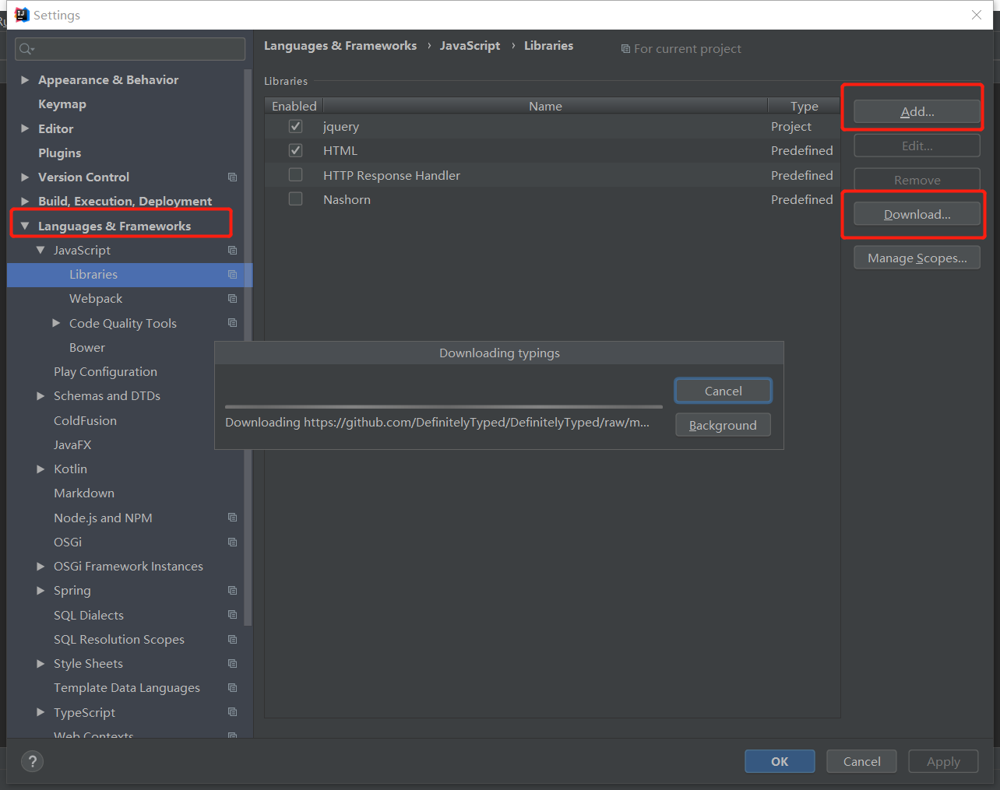 Settings
Appearance & Behavior
Keymap
Editor
Plugins
Version Control
Build, Execution, Deployment
Languages & Frameworks
JavaScript
Libraries
Webpack
Code Quality Tools
Bower
Play Configuration
Schemas and DTDs
ColdFusion
JavaFX
Kotlin
Markdown
Node.js and NPM
OSGi
OSGi Framework Instances
Spring
SQL Dialects
SQL Resolution Scopes
Style Sheets
Template Data Languages
TypeScript
Web Contexts
Languages & Frameworks › JavaScript › Libraries For current project
Libraries
Enabled Name Type
jquery Project
HTML Predefined
HTTP Response Handler Predefined
Nashorn Predefined
Add...
Edit...
Remove
Download...
Manage Scopes...
Downloading typings
Downloading https://github.com/DefinitelyTyped/DefinitelyTyped/raw/m...
Cancel
Background
?
OK Cancel Apply